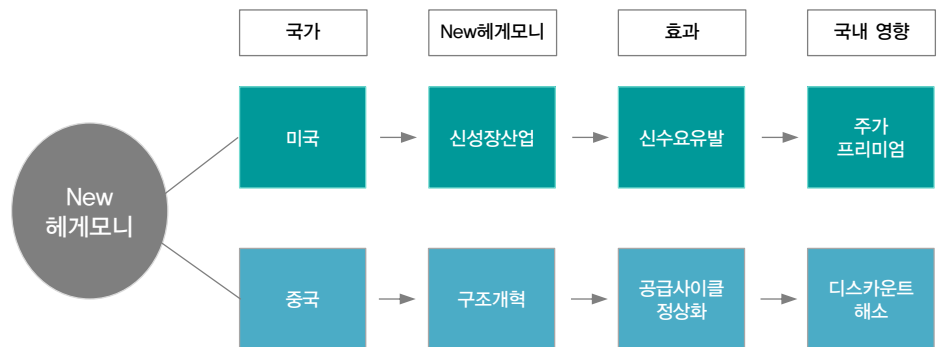 국가
New헤게모니
효과
국내 영향
New
헤게모니
미국
신성장산업
신수요유발
주가
프리미엄
중국
구조개혁
공급사이클
정상화
디스카운트
해소